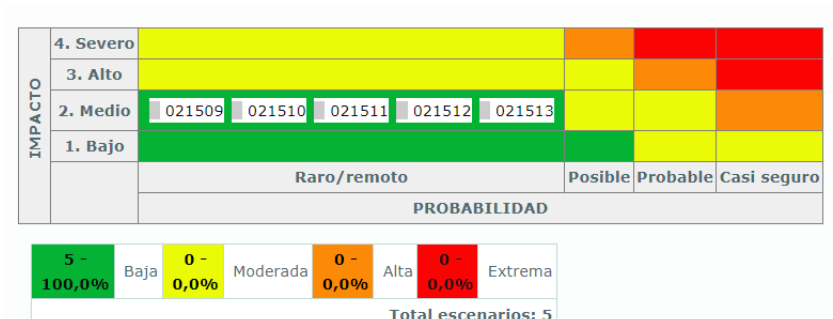 IMPACTO
4. Severo
3. Alto
2. Medio 021509 021510 021511 021512 021513
1. Bajo
Raro/remoto Posible Probable Casi seguro
PROBABILIDAD
5 - 100,0% Baja 0 - 0,0% Moderada 0 - 0,0% Alta 0 - 0,0% Extrema
Total escenarios: 5